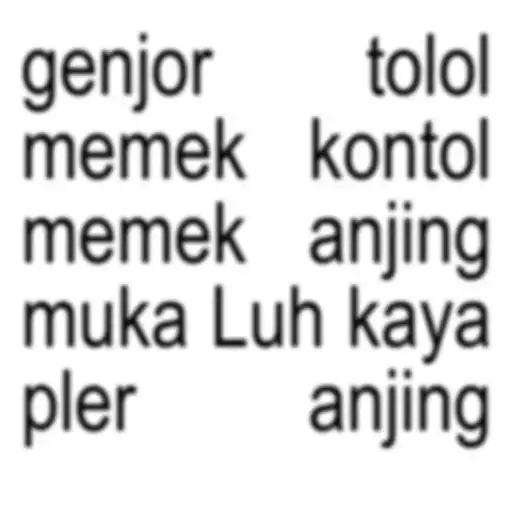 genjor tolol
memek kontol
memek anjing
muka Luh kaya
pler anjing